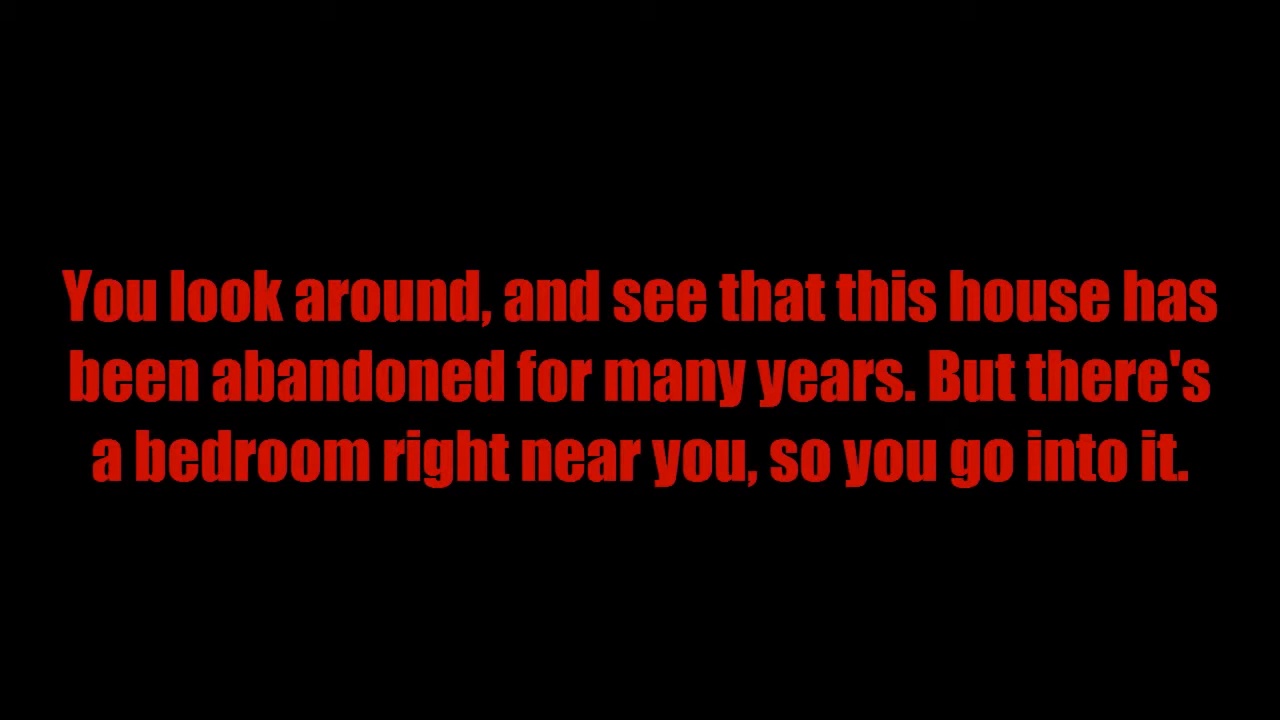 You look around, and see that this house has
been abandoned for many years. But there's
a bedroom right near you, so you go into it.